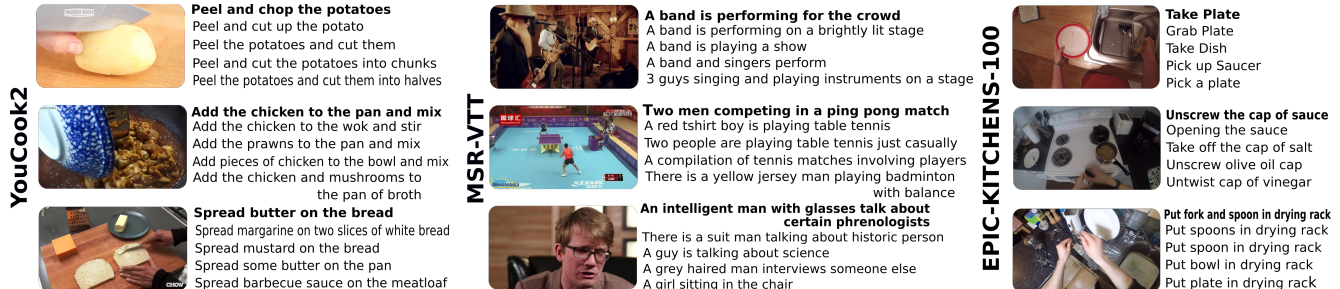 YouCook2
Peel and chop the potatoes
Peel and cut up the potato
Peel the potatoes and cut them
Peel and cut the potatoes into chunks
Peel the potatoes and cut them into halves
Add the chicken to the pan and mix
Add the chicken to the wok and stir
Add the prawns to the pan and mix
Add pieces of chicken to the bowl and mix
Add the chicken and mushrooms to
the pan of broth
Spread butter on the bread
Spread margarine on two slices of white bread
Spread mustard on the bread
Spread some butter on the pan
Spread barbecue sauce on the meatloaf
CHOW
MSR-VTT
A band is performing for the crowd
A band is performing on a brightly lit stage
A band is playing a show
A band and singers perform
3 guys singing and playing instruments on a stage
国球汇
Two men competing in a ping pong match
A red tshirt boy is playing table tennis
Two people are playing table tennis just casually
A compilation of tennis matches involving players
There is a yellow jersey man playing badminton
with balance
An intelligent man with glasses talk about
certain phrenologists
There is a suit man talking about historic person
A guy is talking about science
A grey haired man interviews someone else
A girl sitting in the chair
EPIC-KITCHENS-100
Take Plate
Grab Plate
Take Dish
Pick up Saucer
Pick a plate
Unscrew the cap of sauce
Opening the sauce
Take off the cap of salt
Unscrew olive oil cap
Untwist cap of vinegar
Put fork and spoon in drying rack
Put spoons in drying rack
Put spoon in drying rack
Put bowl in drying rack
Put plate in drying rack